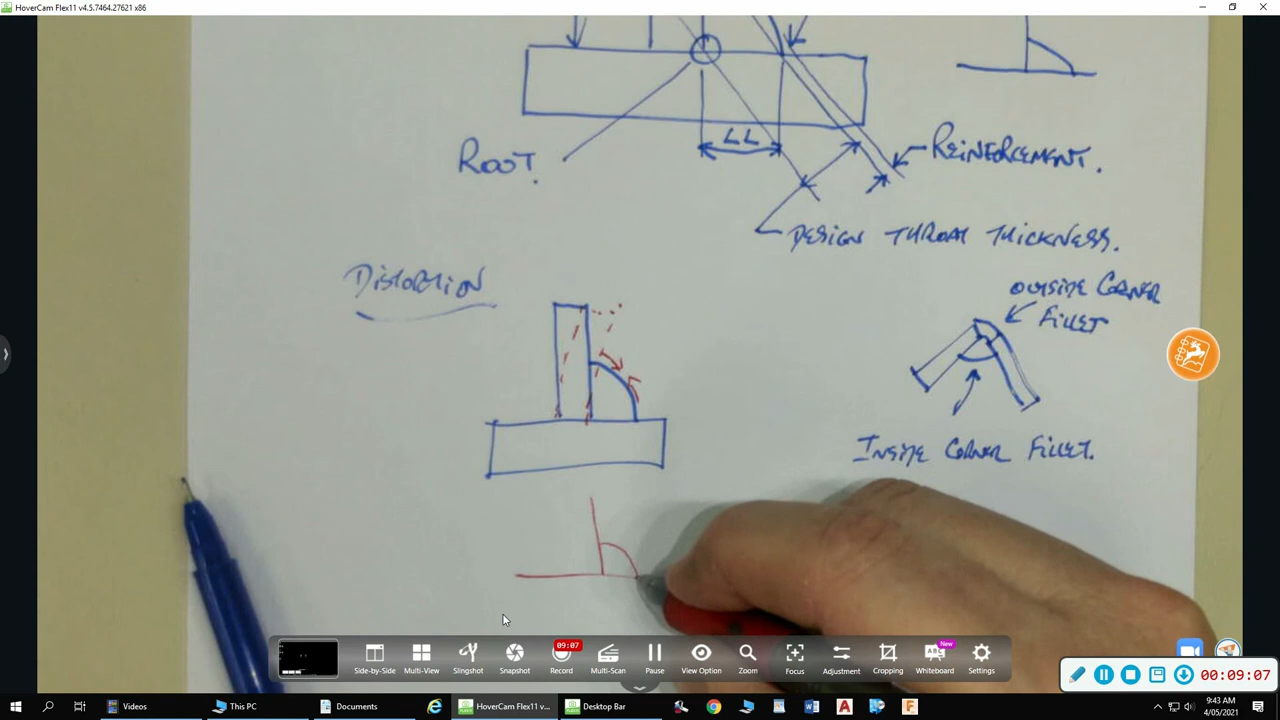 HoverCam Flex11 v4.5.7464.27621 x86
LL
ROOT.
REINFORCEMENT.
DESIGN THROAT THICKNESS.
DISTORTION
OUTSIDE CORNER
FILLET
INSIDE CORNER FILLET.
09:07
New
ABC
Side-by-Side
Multi-View
Slingshot
Snapshot
Record
Multi-Scan
Pause
View Option
Zoom
Focus
Adjustment
Cropping
Whiteboard
Settings
00:09:07
Videos
This PC
Documents
HoverCam Flex11 v...
Desktop Bar
9:43 AM
4/05/2021